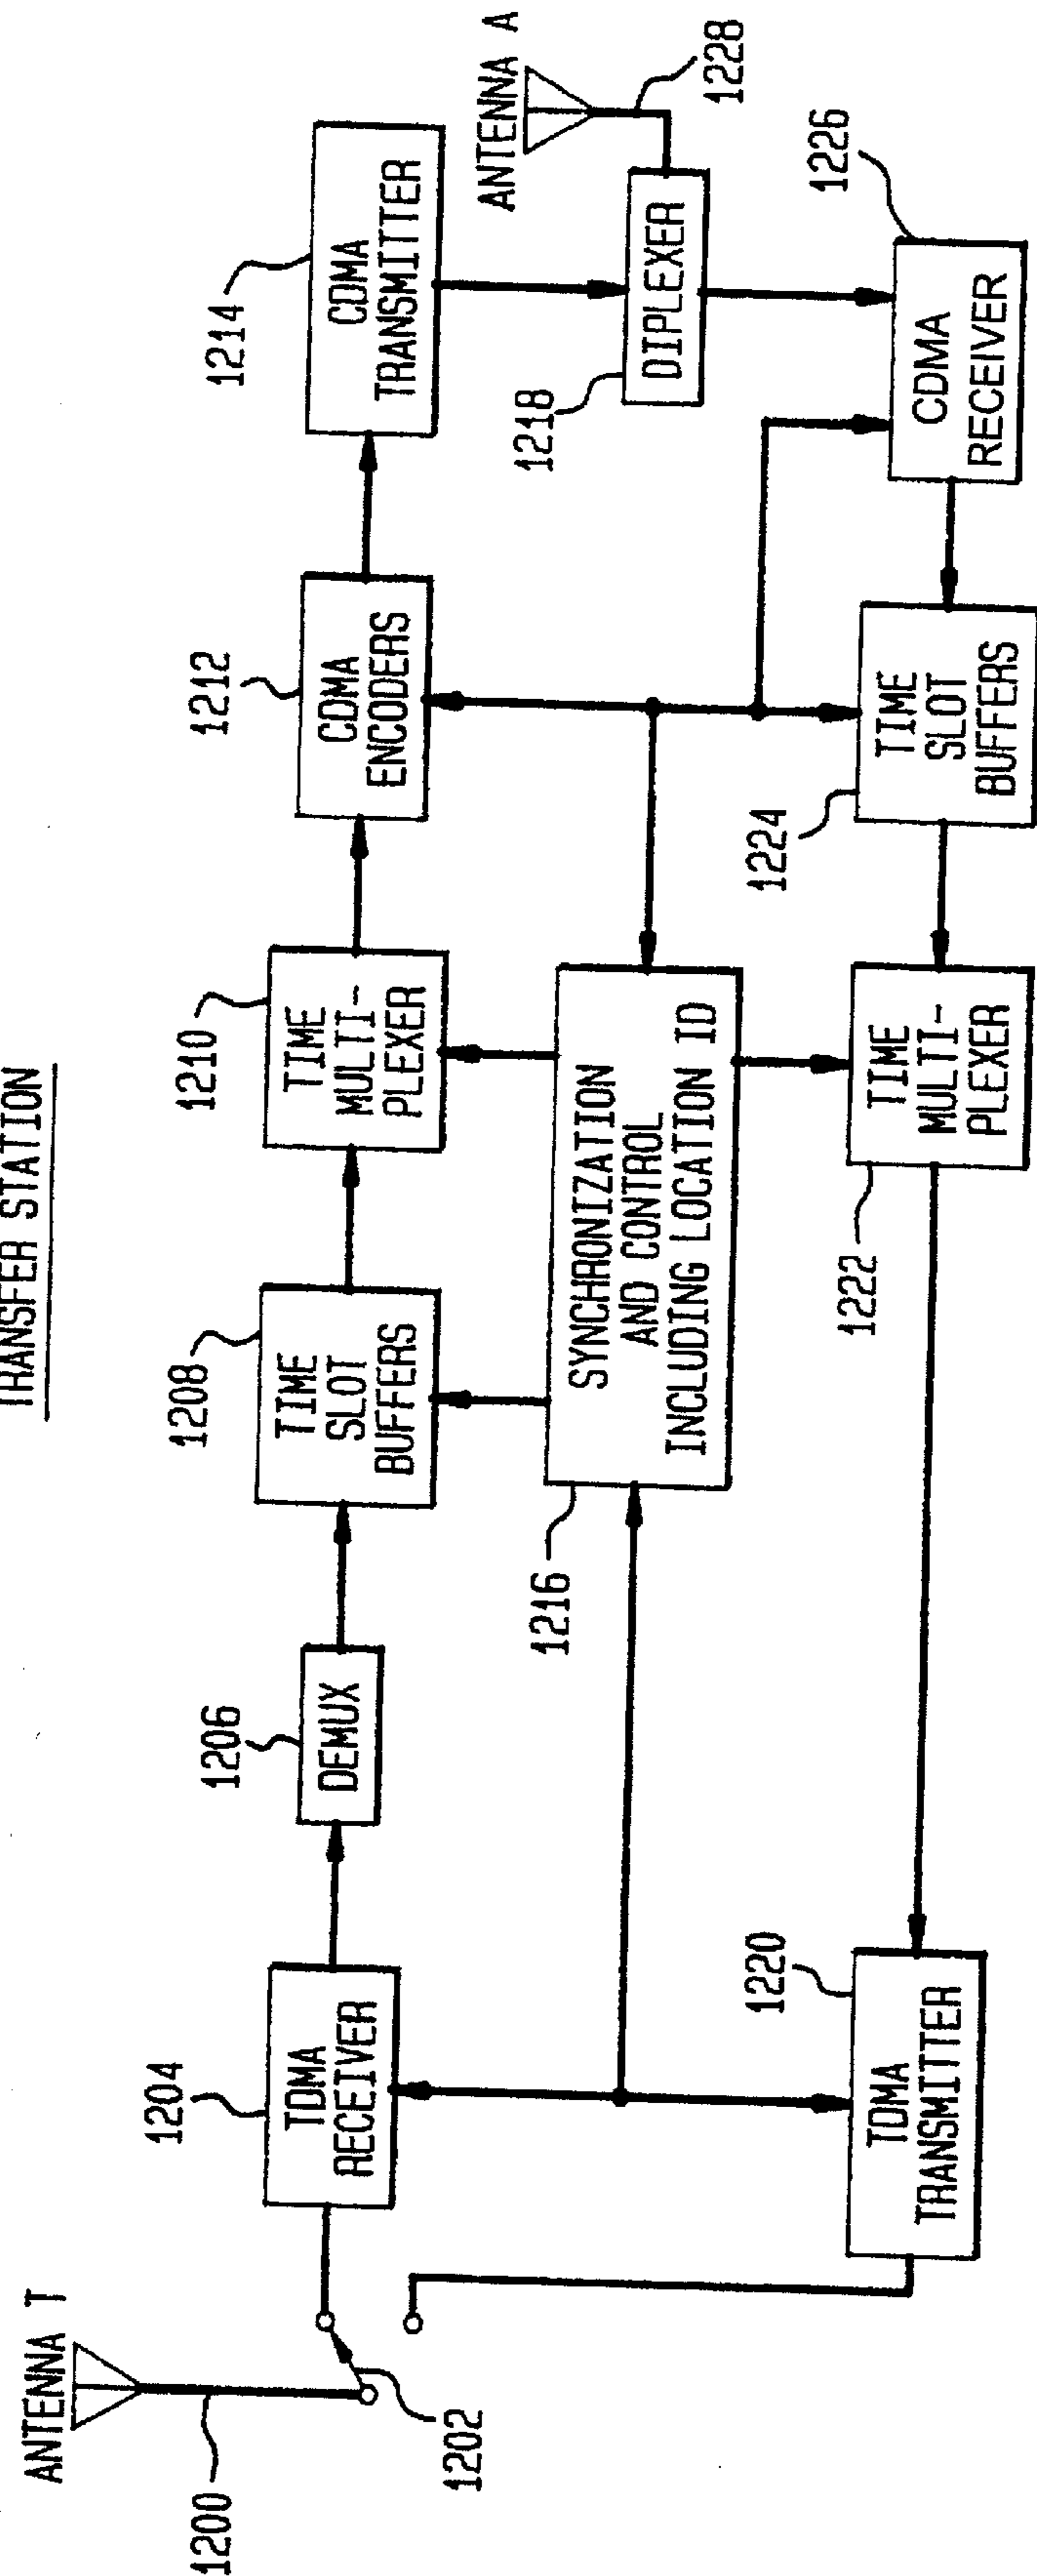 TRANSFER STATION
ANTENNA T
1200
1202
1204
TDMA
RECEIVER
1206
DEMUX
1208
TIME
SLOT
BUFFERS
1210
TIME
MULTI-
PLEXER
1212
CDMA
ENCODERS
1214
CDMA
TRANSMITTER
ANTENNA A
1228
1218
DIPLEXER
1216
SYNCHRONIZATION
AND CONTROL
INCLUDING LOCATION ID
1220
TDMA
TRANSMITTER
1222
TIME
MULTI-
PLEXER
1224
TIME
SLOT
BUFFERS
1226
CDMA
RECEIVER